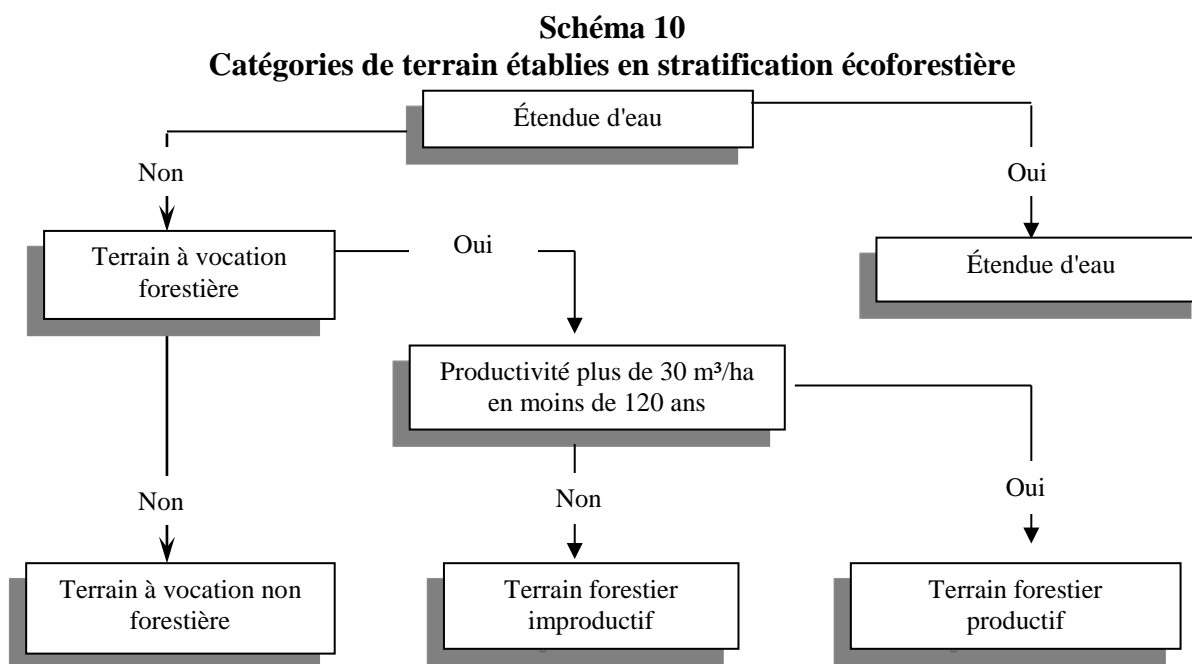 Schéma 10
Catégories de terrain établies en stratification écoforestière
Étendue d'eau
Non
Oui
Terrain à vocation
forestière
Oui
Étendue d'eau
Productivité plus de 30 m³/ha
en moins de 120 ans
Non
Non
Oui
Terrain à vocation non
forestière
Terrain forestier
improductif
Terrain forestier
productif